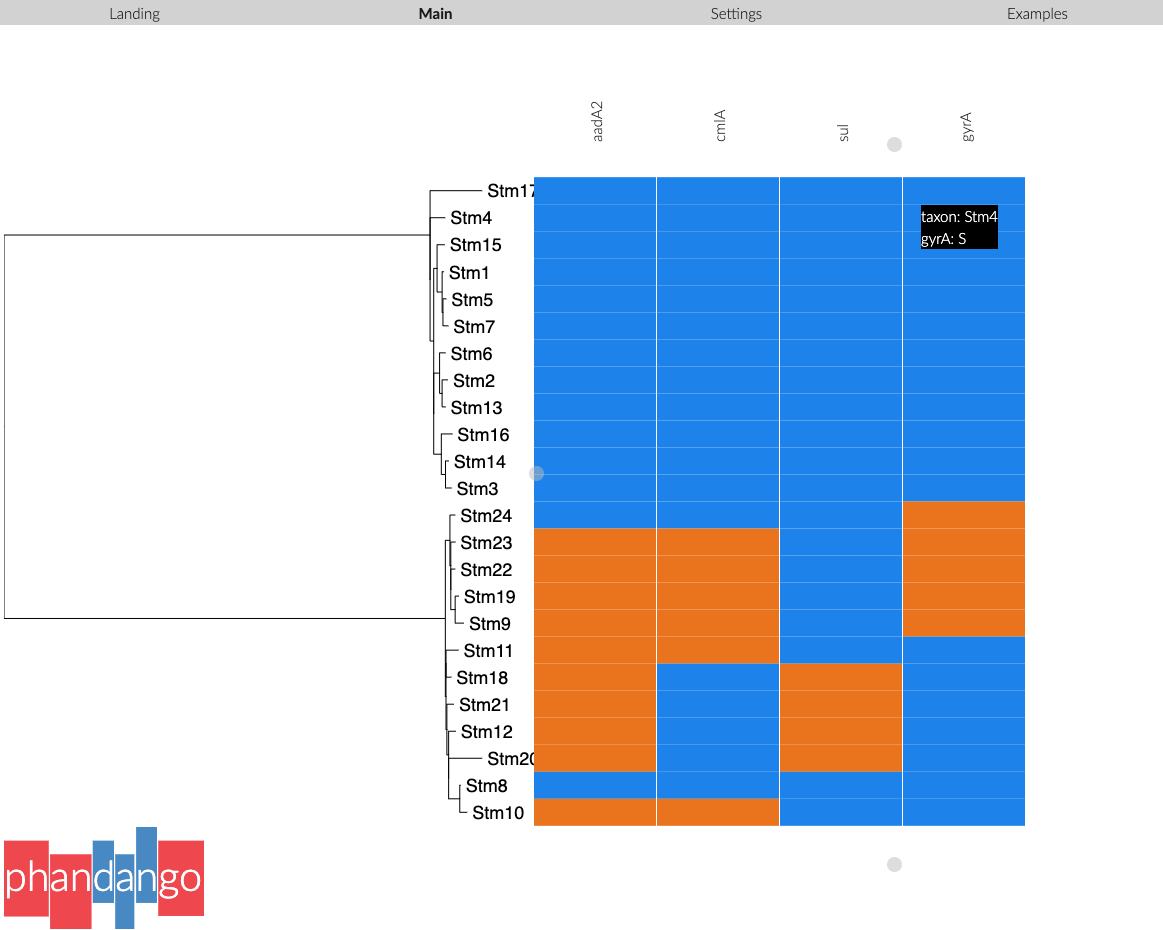 Landing Main Settings Examples
aadA2 cmlA sul gyrA
Stm17
Stm4
taxon: Stm4
gyrA: S
Stm15
Stm1
Stm5
Stm7
Stm6
Stm2
Stm13
Stm16
Stm14
Stm3
Stm24
Stm23
Stm22
Stm19
Stm9
Stm11
Stm18
Stm21
Stm12
Stm20
Stm8
Stm10
phandango